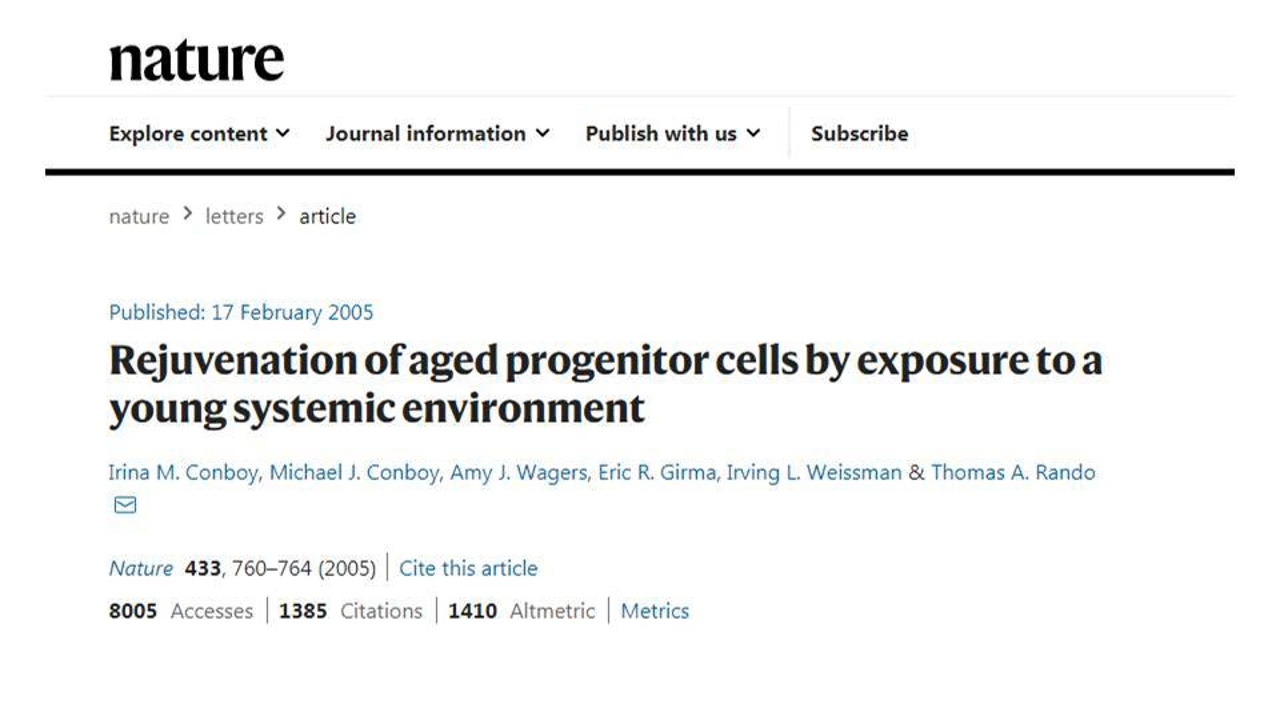 nature
Explore content Journal information Publish with us Subscribe
nature > letters > article
Published: 17 February 2005
Rejuvenation of aged progenitor cells by exposure to a
young systemic environment
Irina M. Conboy, Michael J. Conboy, Amy J. Wagers, Eric R. Girma, Irving L. Weissman & Thomas A. Rando
Nature 433, 760–764 (2005) | Cite this article
8005 Accesses | 1385 Citations | 1410 Altmetric | Metrics